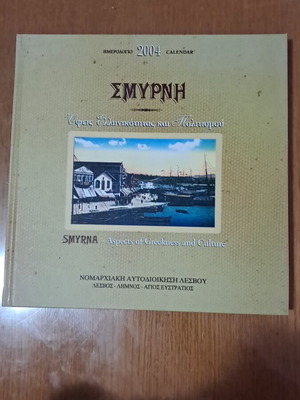 ΗΜΕΡΟΛΟΓΙΟ 2004 CALENDAR
ΣΜΥΡΝΗ
Όψεις Ελληνικότητος και Πολιτισμού
SMYRNA Aspects of Greekness and Culture
ΝΟΜΑΡΧΙΑΚΗ ΑΥΤΟΔΙΟΙΚΗΣΗ ΛΕΣΒΟΥ
ΛΕΣΒΟΣ - ΛΗΜΝΟΣ - ΑΓΙΟΣ ΕΥΣΤΡΑΤΙΟΣ